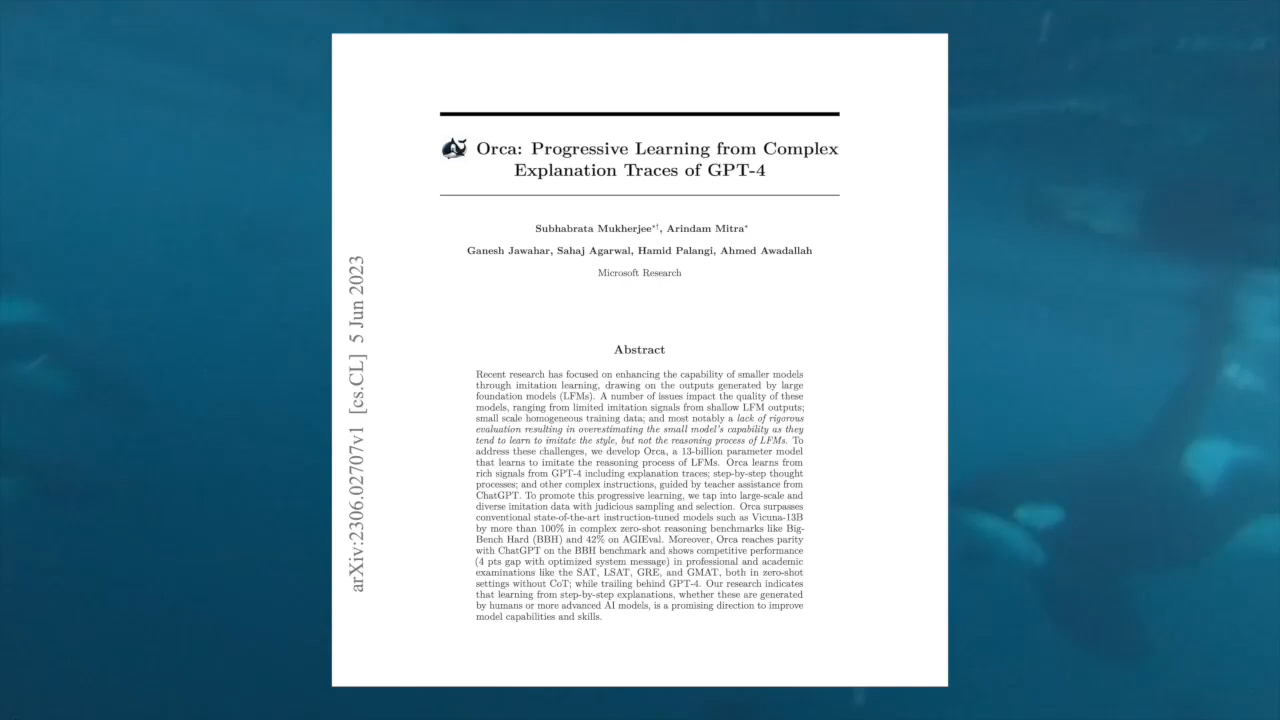 Orca: Progressive Learning from Complex
Explanation Traces of GPT-4
Subhabrata Mukherjee*†, Arindam Mitra*
Ganesh Jawahar, Sahaj Agarwal, Hamid Palangi, Ahmed Awadallah
Microsoft Research
arXiv:2306.02707v1 [cs.CL] 5 Jun 2023
Abstract
Recent research has focused on enhancing the capability of smaller models
through imitation learning, drawing on the outputs generated by large
foundation models (LFMs). A number of issues impact the quality of these
models, ranging from limited imitation signals from shallow LFM outputs;
small scale homogeneous training data; and most notably a lack of rigorous
evaluation resulting in overestimating the small model's capability as they
tend to learn to imitate the style, but not the reasoning process of LFMs. To
address these challenges, we develop Orca, a 13-billion parameter model
that learns to imitate the reasoning process of LFMs. Orca learns from
rich signals from GPT-4 including explanation traces; step-by-step thought
processes; and other complex instructions, guided by teacher assistance from
ChatGPT. To promote this progressive learning, we tap into large-scale and
diverse imitation data with judicious sampling and selection. Orca surpasses
conventional state-of-the-art instruction-tuned models such as Vicuna-13B
by more than 100% in complex zero-shot reasoning benchmarks like Big-
Bench Hard (BBH) and 42% on AGIEval. Moreover, Orca reaches parity
with ChatGPT on the BBH benchmark and shows competitive performance
(4 pts gap with optimized system message) in professional and academic
examinations like the SAT, LSAT, GRE, and GMAT, both in zero-shot
settings without CoT; while trailing behind GPT-4. Our research indicates
that learning from step-by-step explanations, whether these are generated
by humans or more advanced AI models, is a promising direction to improve
model capabilities and skills.